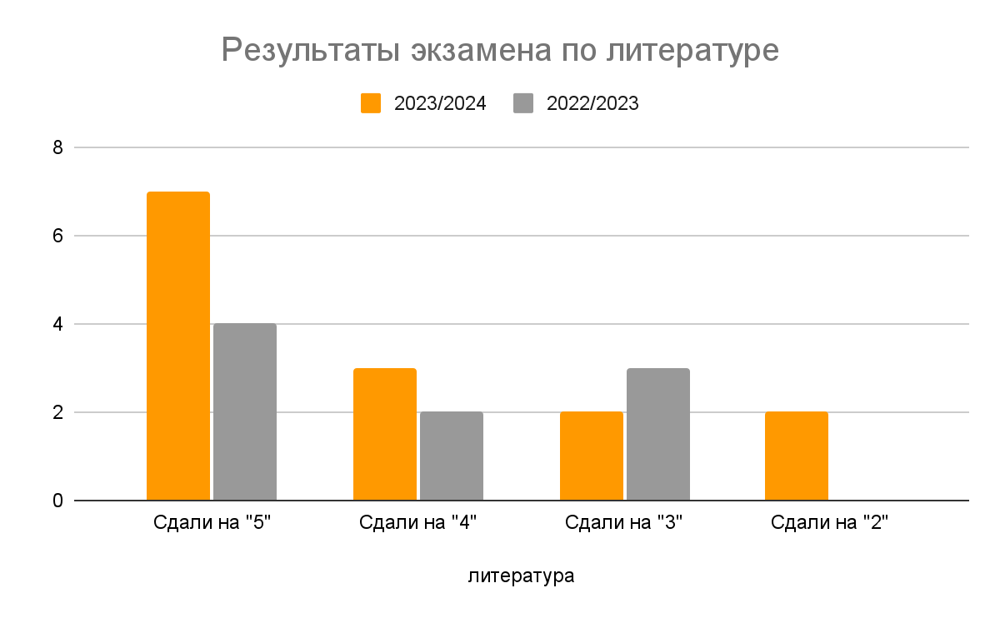 Результаты экзамена по литературе
2023/2024 2022/2023
8
6
4
2
0
Сдали на "5" Сдали на "4" Сдали на "3" Сдали на "2"
литература